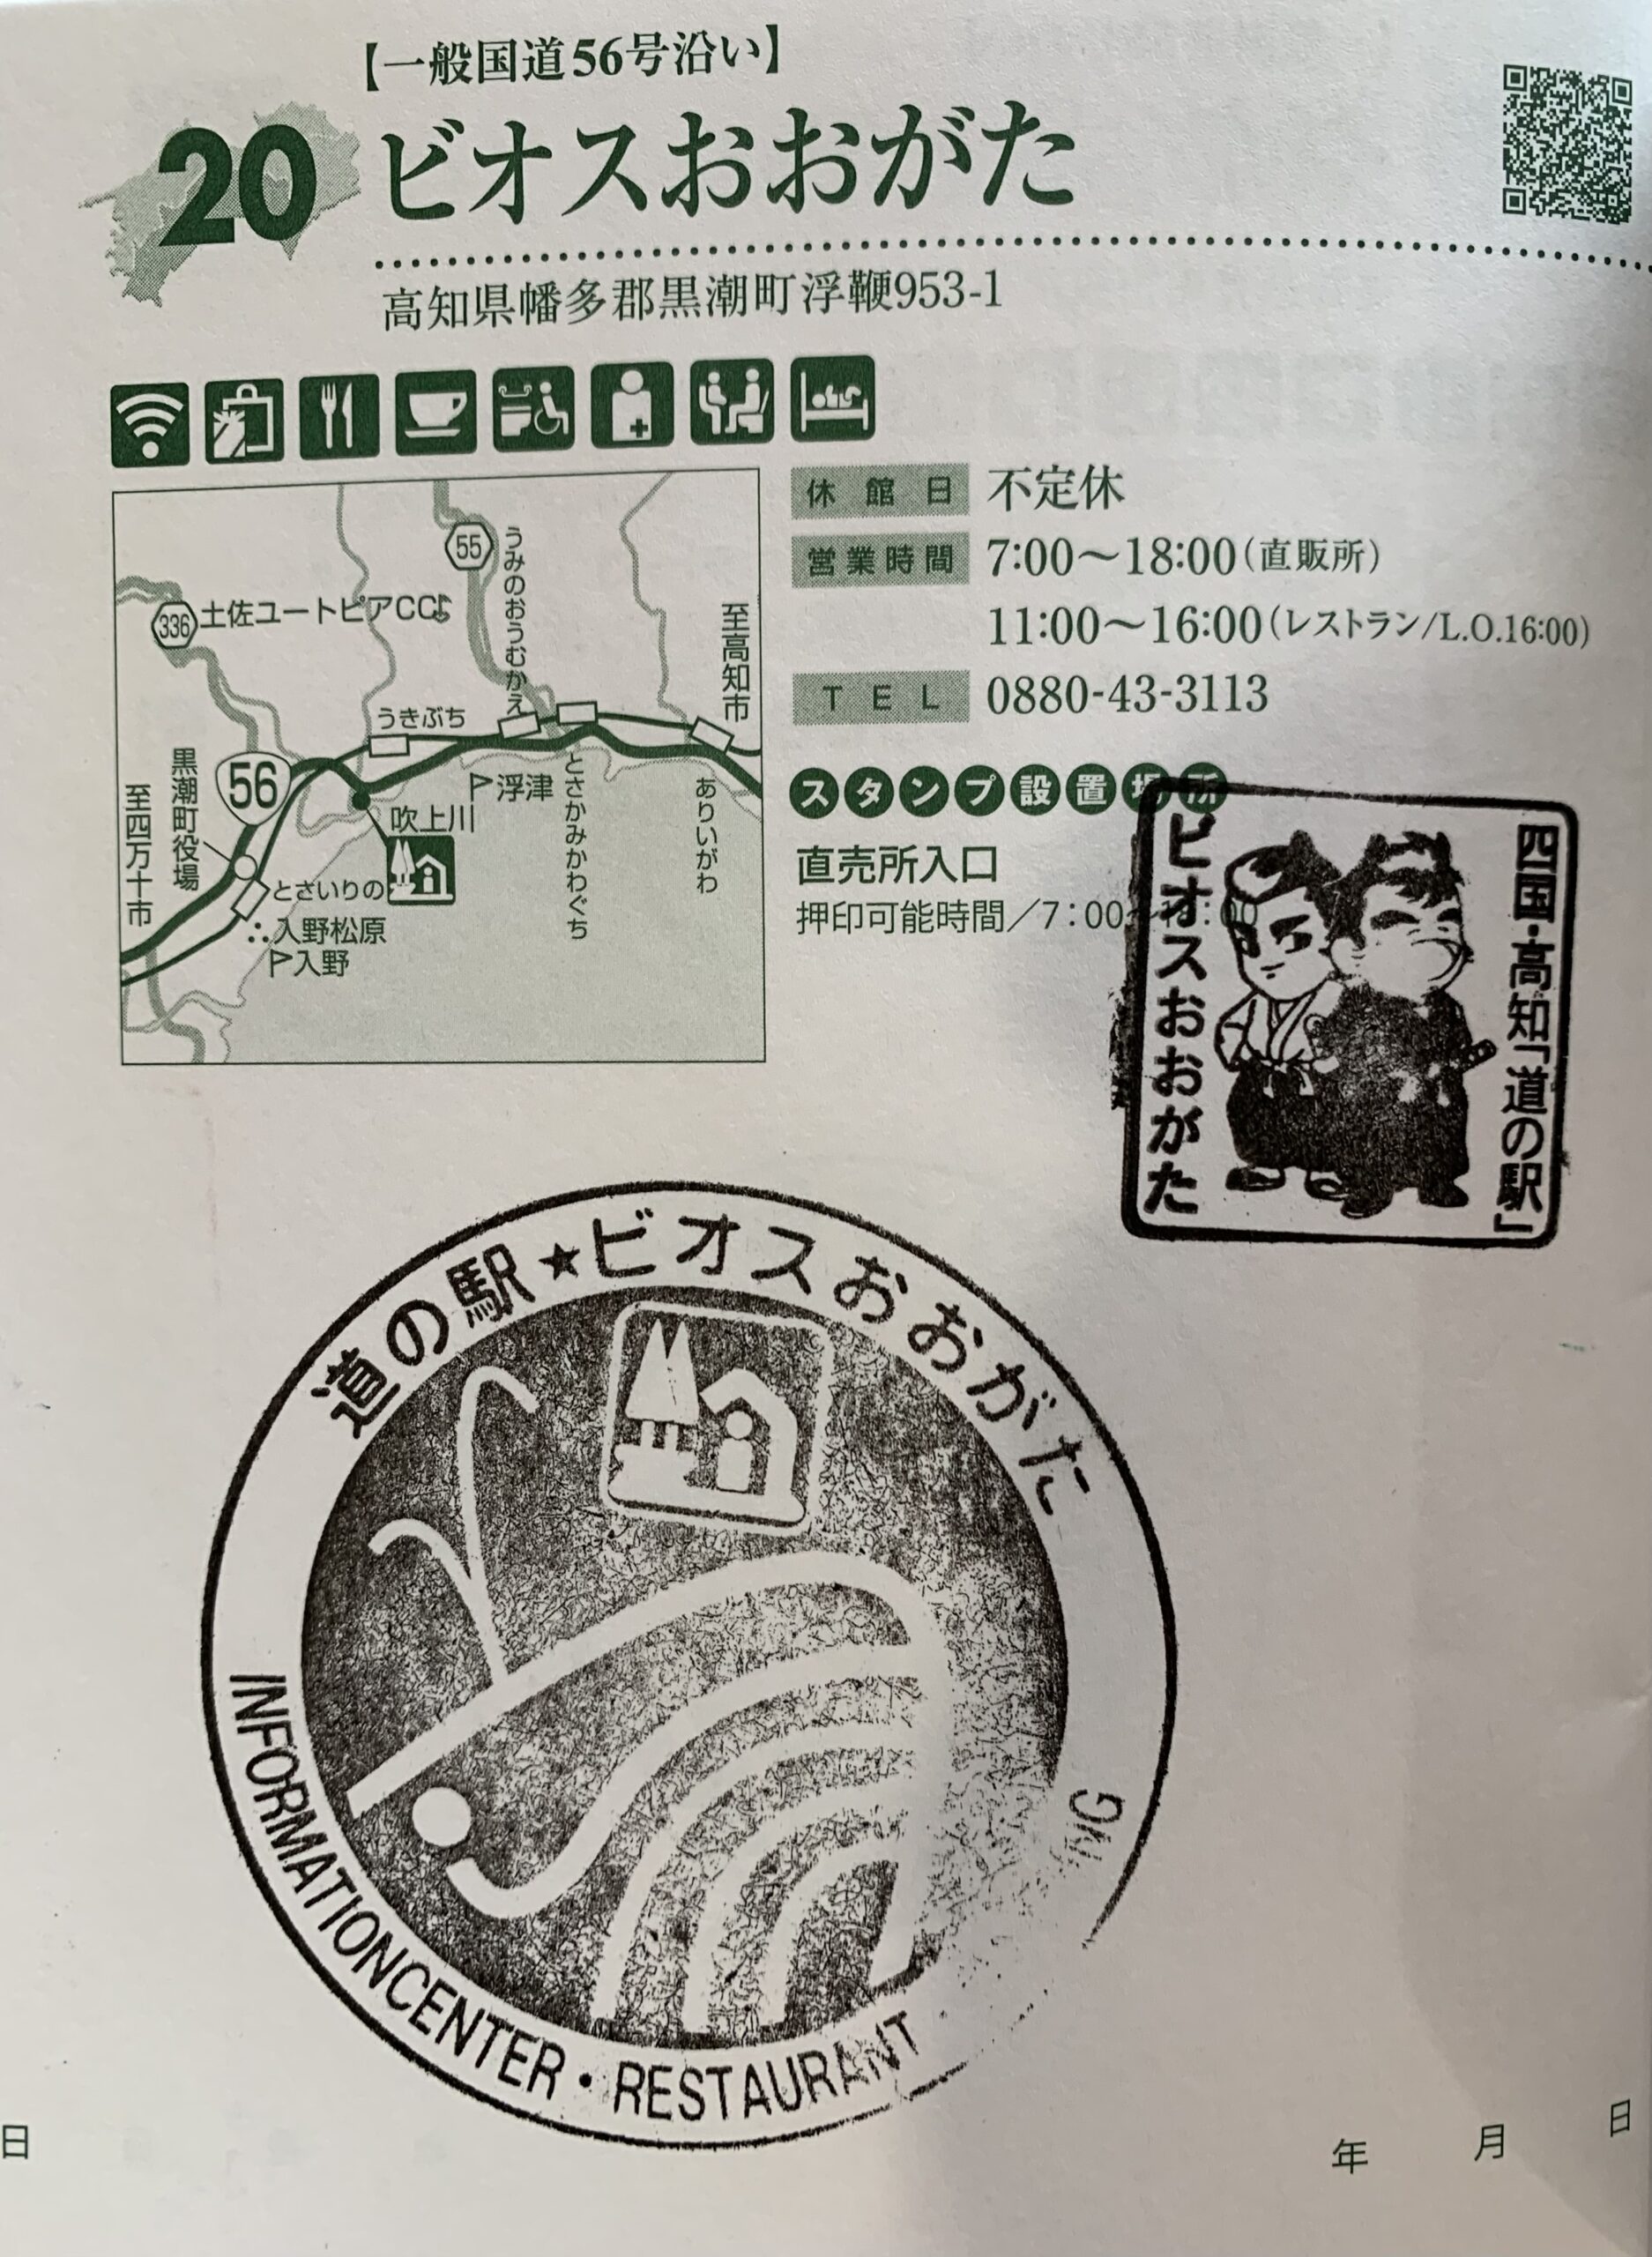 【一般国道56号沿い】
20 ビオスおおがた
高知県幡多郡黒潮町浮鞭953-1
休館日 不定休
営業時間 7:00〜18:00(直販所)
11:00〜16:00(レストラン/L.O.16:00)
TEL 0880-43-3113
55
うみのおうむかえ
336
土佐ユートピアCC
至高知市
うきぶち
黒潮町役場
56
浮津
とさかみかわぐち
ありいがわ
至四万十市
吹上川
とさいりの
入野松原
入野
スタンプ設置場所
直売所入口
押印可能時間/7:00
四国・高知「道の駅」
ビオスおおがた
道の駅★ビオスおおがた
INFORMATIONCENTER・RESTAURANT
日
年 月 日